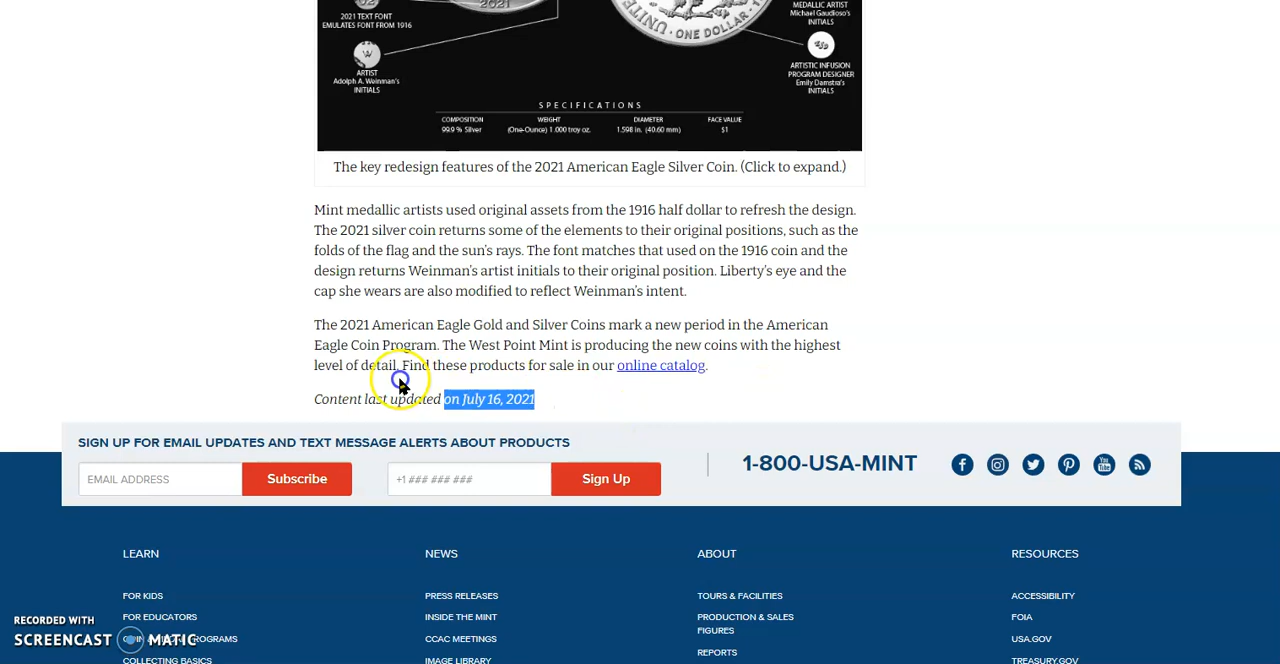 2021
UNITED
ONE DOLLAR
2021 TEXT FONT
EMULATES FONT FROM 1916
W
ARTIST
Adolph A. Weinman's
INITIALS
MEDALLIC ARTIST
Michael Gaudioso's
INITIALS
ARTISTIC INFUSION
PROGRAM DESIGNER
Emily Damstra's
INITIALS
SPECIFICATIONS
COMPOSITION WEIGHT DIAMETER FACE VALUE
99.9 % Silver (One-Ounce) 1.000 troy oz. 1.598 in. (40.60 mm) $1
The key redesign features of the 2021 American Eagle Silver Coin. (Click to expand.)
Mint medallic artists used original assets from the 1916 half dollar to refresh the design.
The 2021 silver coin returns some of the elements to their original positions, such as the
folds of the flag and the sun's rays. The font matches that used on the 1916 coin and the
design returns Weinman's artist initials to their original position. Liberty's eye and the
cap she wears are also modified to reflect Weinman's intent.
The 2021 American Eagle Gold and Silver Coins mark a new period in the American
Eagle Coin Program. The West Point Mint is producing the new coins with the highest
level of detail. Find these products for sale in our online catalog.
Content last updated on July 16, 2021
SIGN UP FOR EMAIL UPDATES AND TEXT MESSAGE ALERTS ABOUT PRODUCTS
EMAIL ADDRESS Subscribe +1 ### ### ### Sign Up
1-800-USA-MINT
You Tube
LEARN NEWS ABOUT RESOURCES
FOR KIDS PRESS RELEASES TOURS & FACILITIES ACCESSIBILITY
FOR EDUCATORS INSIDE THE MINT PRODUCTION & SALES FOIA
FIGURES
PROGRAMS CCAC MEETINGS USA.GOV
COLLECTING BASICS IMAGE LIBRARY REPORTS TREASURY.GOV
RECORDED WITH
SCREENCAST MATIC